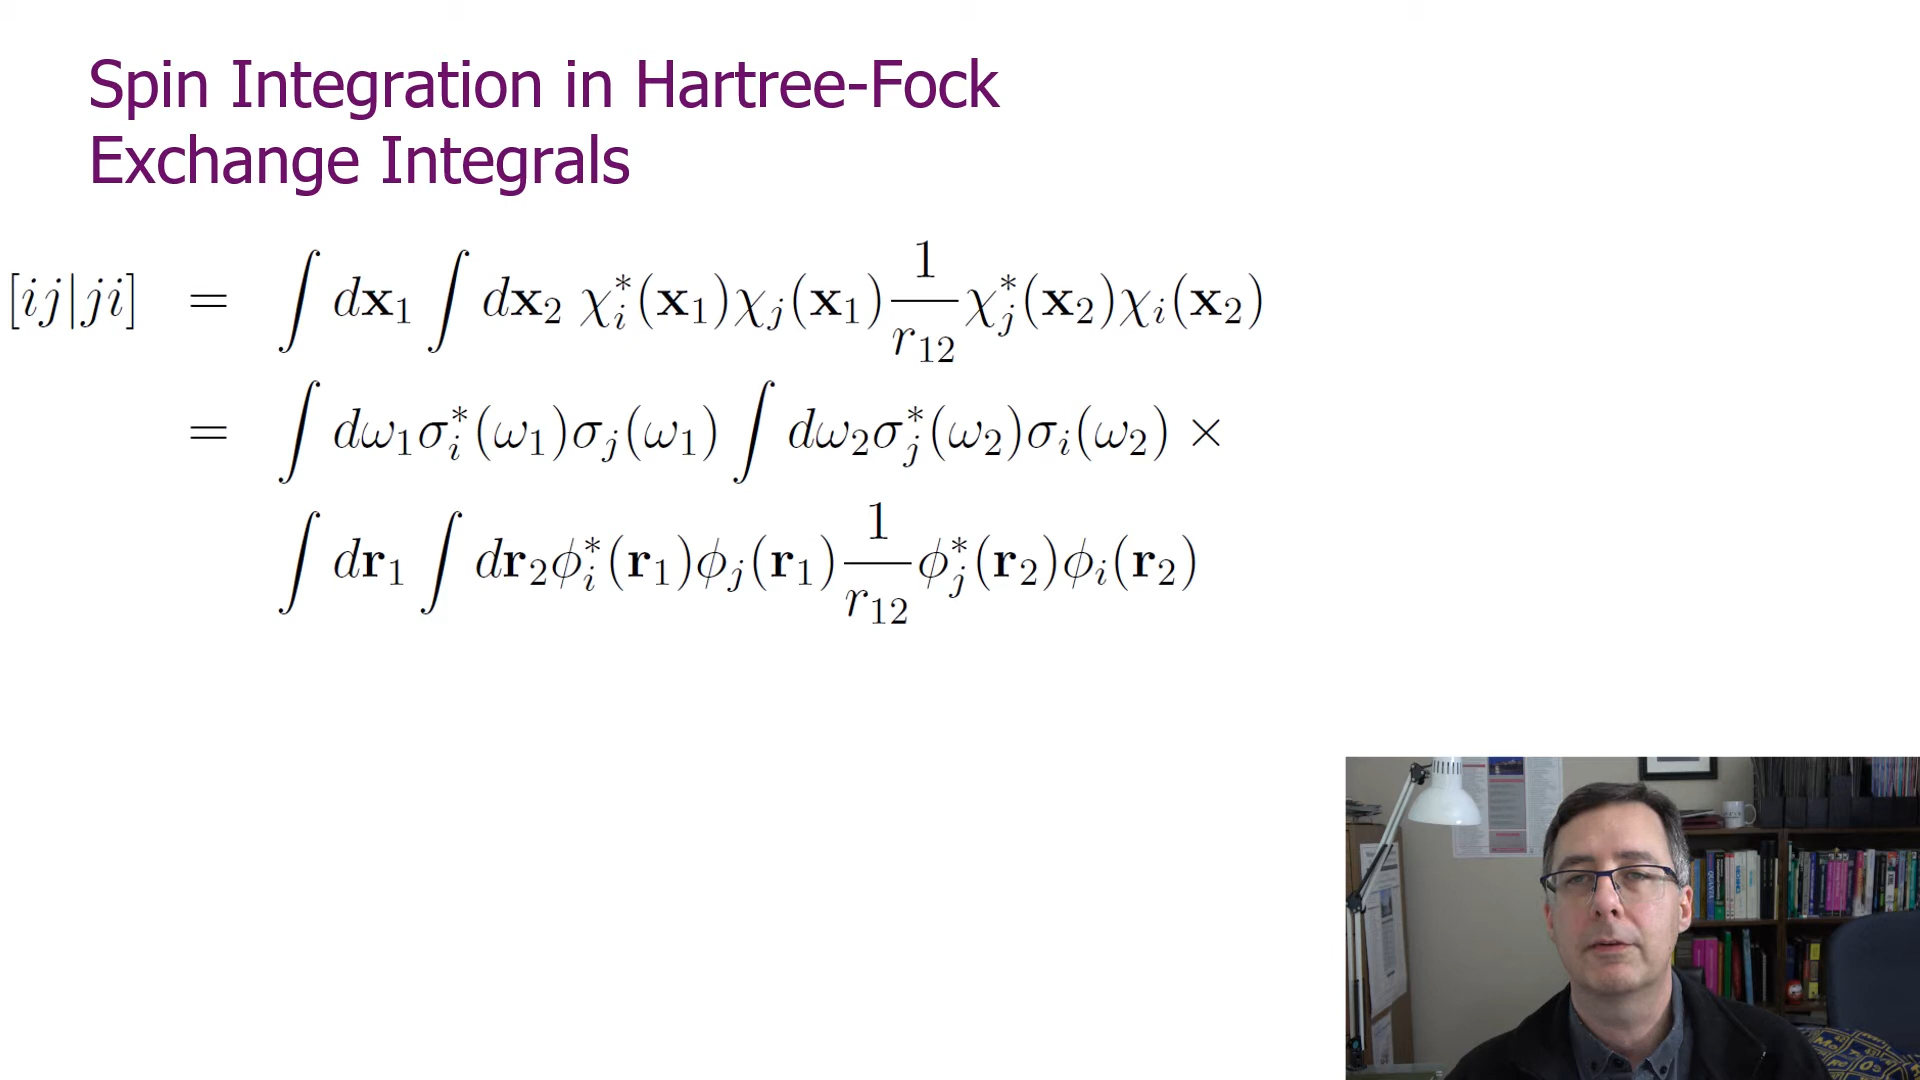 Spin Integration in Hartree-Fock
Exchange Integrals
[ij|ji] = ∫ d𝐱₁ ∫ d𝐱₂ χᵢ*(𝐱₁)χⱼ(𝐱₁) 1/r₁₂ χⱼ*(𝐱₂)χᵢ(𝐱₂)
= ∫ dω₁σᵢ*(ω₁)σⱼ(ω₁) ∫ dω₂σⱼ*(ω₂)σᵢ(ω₂) ×
∫ d𝐫₁ ∫ d𝐫₂ϕᵢ*(𝐫₁)ϕⱼ(𝐫₁) 1/r₁₂ ϕⱼ*(𝐫₂)ϕᵢ(𝐫₂)